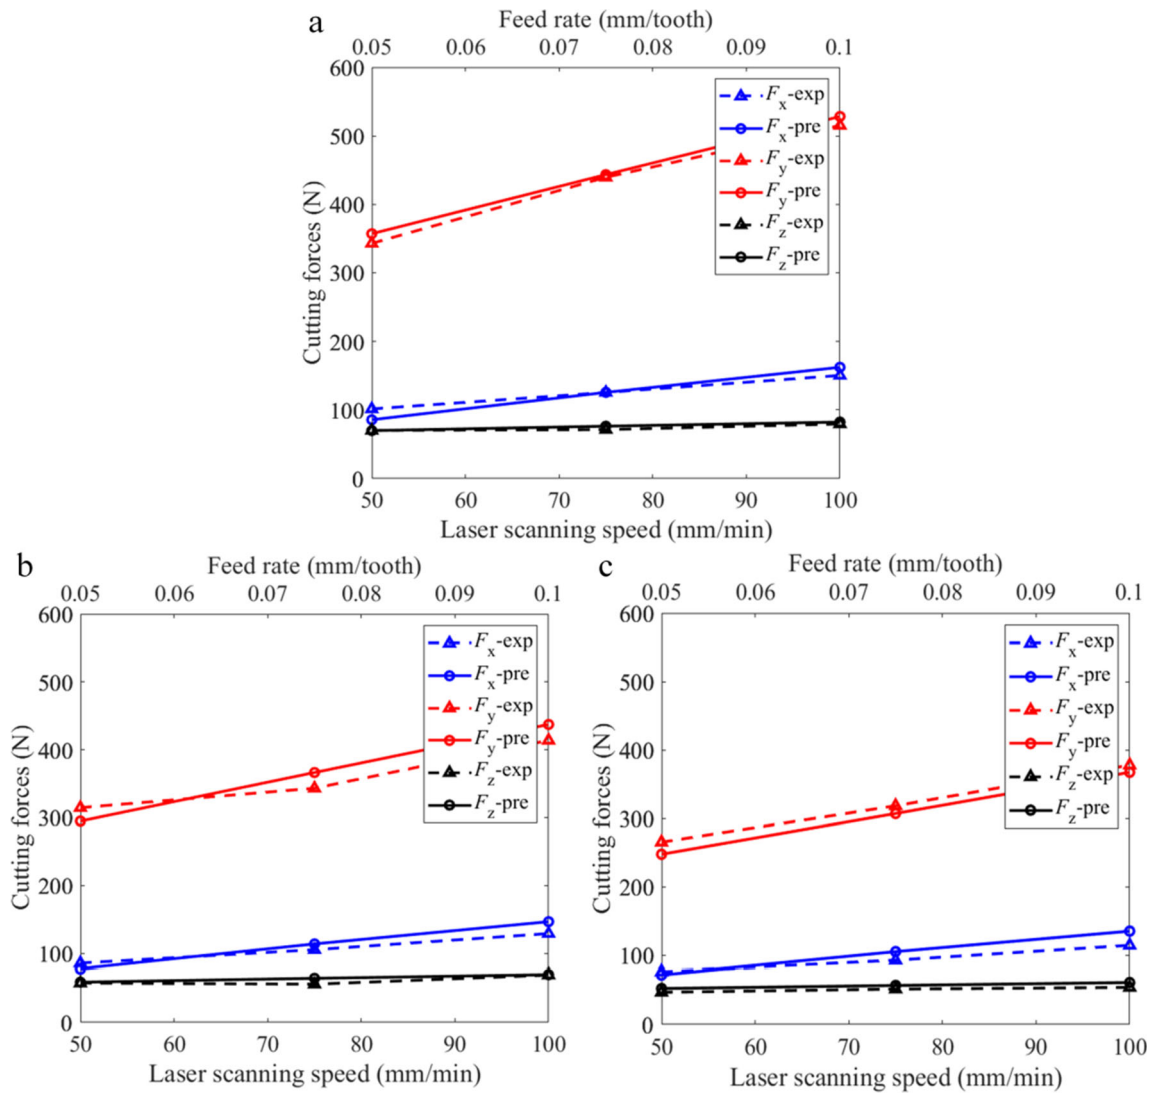 a
Feed rate (mm/tooth)
0.05 0.06 0.07 0.08 0.09 0.1
600
500
400
300
200
100
0
Cutting forces (N)
Fx-exp
Fx-pre
Fy-exp
Fy-pre
Fz-exp
Fz-pre
50 60 70 80 90 100
Laser scanning speed (mm/min)
b
Feed rate (mm/tooth)
0.05 0.06 0.07 0.08 0.09 0.1
600
500
400
300
200
100
0
Cutting forces (N)
Fx-exp
Fx-pre
Fy-exp
Fy-pre
Fz-exp
Fz-pre
50 60 70 80 90 100
Laser scanning speed (mm/min)
c
Feed rate (mm/tooth)
0.05 0.06 0.07 0.08 0.09 0.1
600
500
400
300
200
100
0
Cutting forces (N)
Fx-exp
Fx-pre
Fy-exp
Fy-pre
Fz-exp
Fz-pre
50 60 70 80 90 100
Laser scanning speed (mm/min)